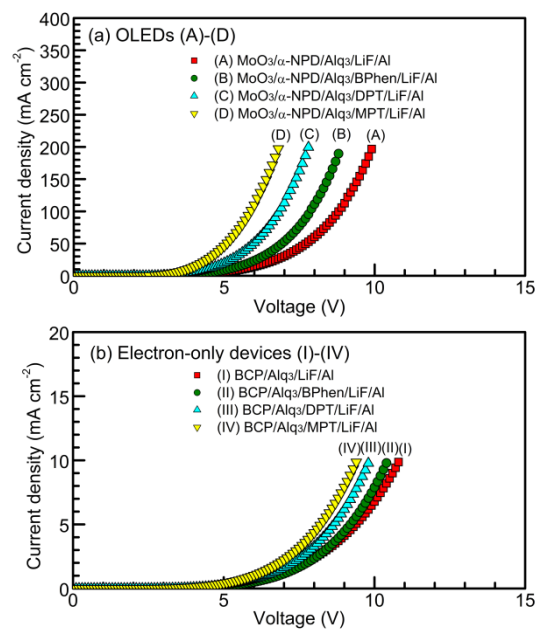 (a) OLEDs (A)-(D)
(A) MoO₃/α-NPD/Alq₃/LiF/Al
(B) MoO₃/α-NPD/Alq₃/BPhen/LiF/Al
(C) MoO₃/α-NPD/Alq₃/DPT/LiF/Al
(D) MoO₃/α-NPD/Alq₃/MPT/LiF/Al
(D) (C) (B) (A)
400
350
300
250
200
150
100
50
0
Current density (mA cm⁻²)
0 5 10 15
Voltage (V)
(b) Electron-only devices (I)-(IV)
(I) BCP/Alq₃/LiF/Al
(II) BCP/Alq₃/BPhen/LiF/Al
(III) BCP/Alq₃/DPT/LiF/Al
(IV) BCP/Alq₃/MPT/LiF/Al
(IV)(III)(II)(I)
20
15
10
5
0
Current density (mA cm⁻²)
0 5 10 15
Voltage (V)